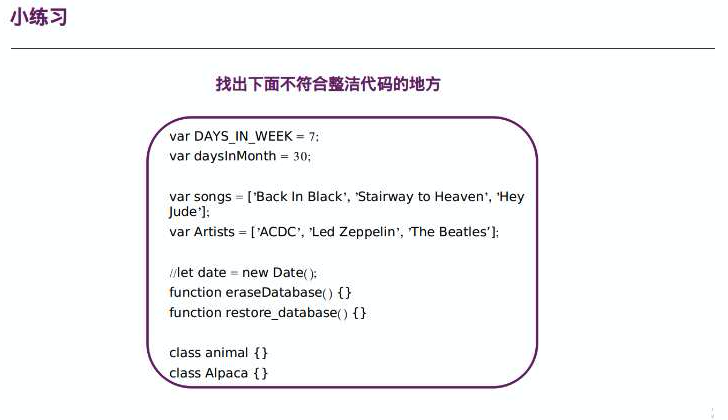 小练习
找出下面不符合整洁代码的地方
var DAYS_IN_WEEK = 7;
var daysInMonth = 30;
var songs = ['Back In Black', 'Stairway to Heaven', 'Hey
Jude'];
var Artists = ['ACDC', 'Led Zeppelin', 'The Beatles'];
//let date = new Date();
function eraseDatabase() {}
function restore_database() {}
class animal {}
class Alpaca {}